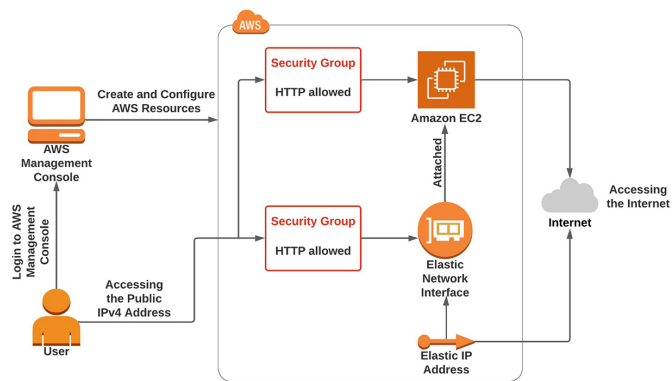 AWS
Security Group
HTTP allowed
Amazon EC2
Create and Configure
AWS Resources
AWS
Management
Console
Attached
Login to AWS
Management
Console
Accessing
the Internet
Internet
Security Group
HTTP allowed
Elastic
Network
Interface
Accessing
the Public
IPv4 Address
User
Elastic IP
Address